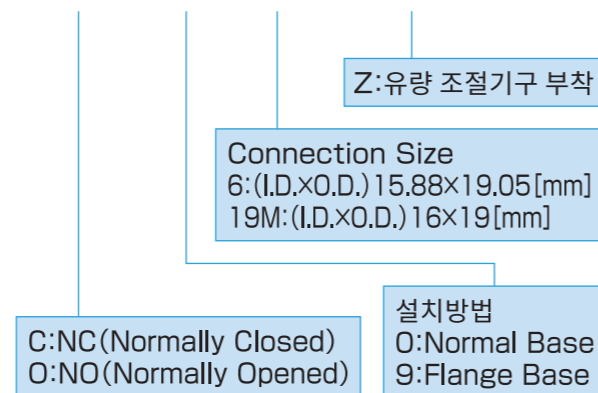 Z:유량 조절기구 부착
Connection Size
6:(I.D.×O.D.)15.88×19.05[mm]
19M:(I.D.×O.D.)16×19[mm]
설치방법
0:Normal Base
9:Flange Base
C:NC(Normally Closed)
O:NO(Normally Opened)